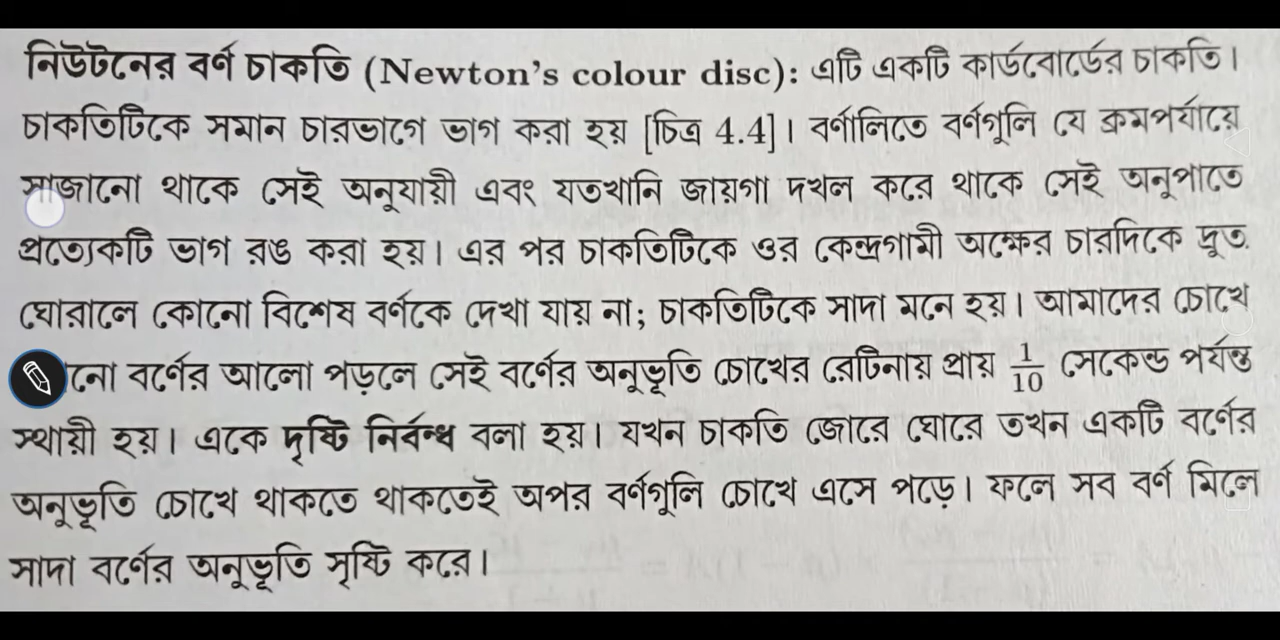 নিউটনের বর্ণ চাকতি (Newton's colour disc): এটি একটি কার্ডবোর্ডের চাকতি।
চাকতিটিকে সমান চারভাগে ভাগ করা হয় [চিত্র 4.4]। বর্ণালিতে বর্ণগুলি যে ক্রমপর্যায়ে
সাজানো থাকে সেই অনুযায়ী এবং যতখানি জায়গা দখল করে থাকে সেই অনুপাতে
প্রত্যেকটি ভাগ রঙ করা হয়। এর পর চাকতিটিকে ওর কেন্দ্রগামী অক্ষের চারদিকে দ্রুত
ঘোরালে কোনো বিশেষ বর্ণকে দেখা যায় না; চাকতিটিকে সাদা মনে হয়। আমাদের চোখে
বর্ণের আলো পড়লে সেই বর্ণের অনুভূতি চোখের রেটিনায় প্রায় 1/10 সেকেন্ড পর্যন্ত
স্থায়ী হয়। একে দৃষ্টি নির্বন্ধ বলা হয়। যখন চাকতি জোরে ঘোরে তখন একটি বর্ণের
অনুভূতি চোখে থাকতে থাকতেই অপর বর্ণগুলি চোখে এসে পড়ে। ফলে সব বর্ণ মিলে
সাদা বর্ণের অনুভূতি সৃষ্টি করে।